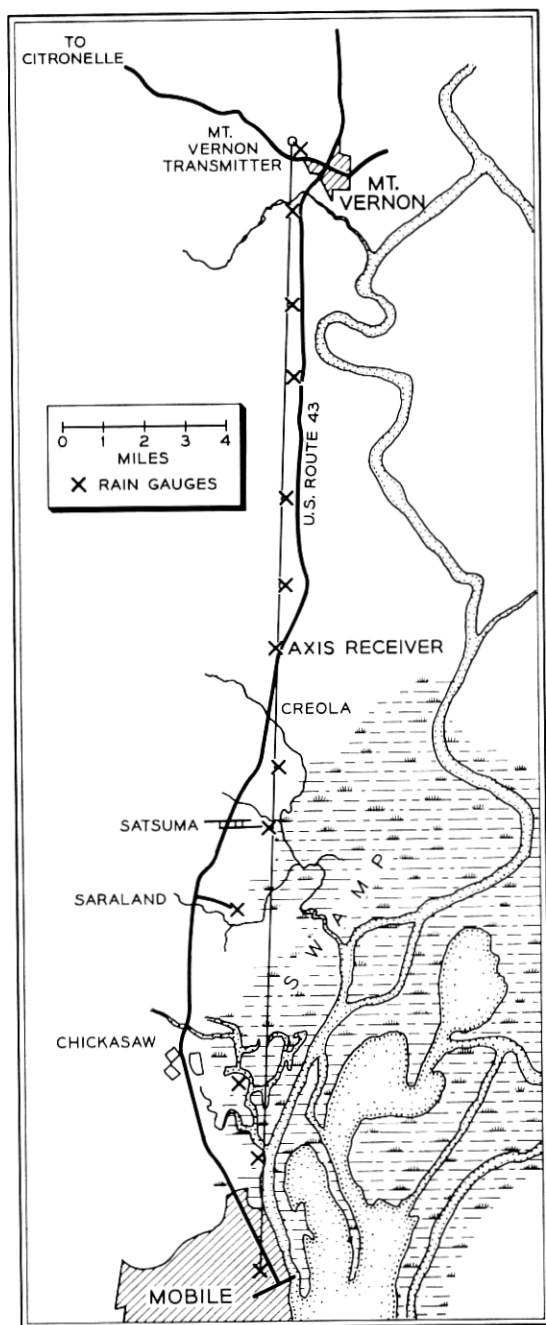 TO
CITRONELLE
MT.
VERNON
TRANSMITTER
MT.
VERNON
U.S. ROUTE 43
0 1 2 3 4
MILES
X RAIN GAUGES
AXIS RECEIVER
CREOLA
SATSUMA
SWAMP
SARALAND
CHICKASAW
MOBILE